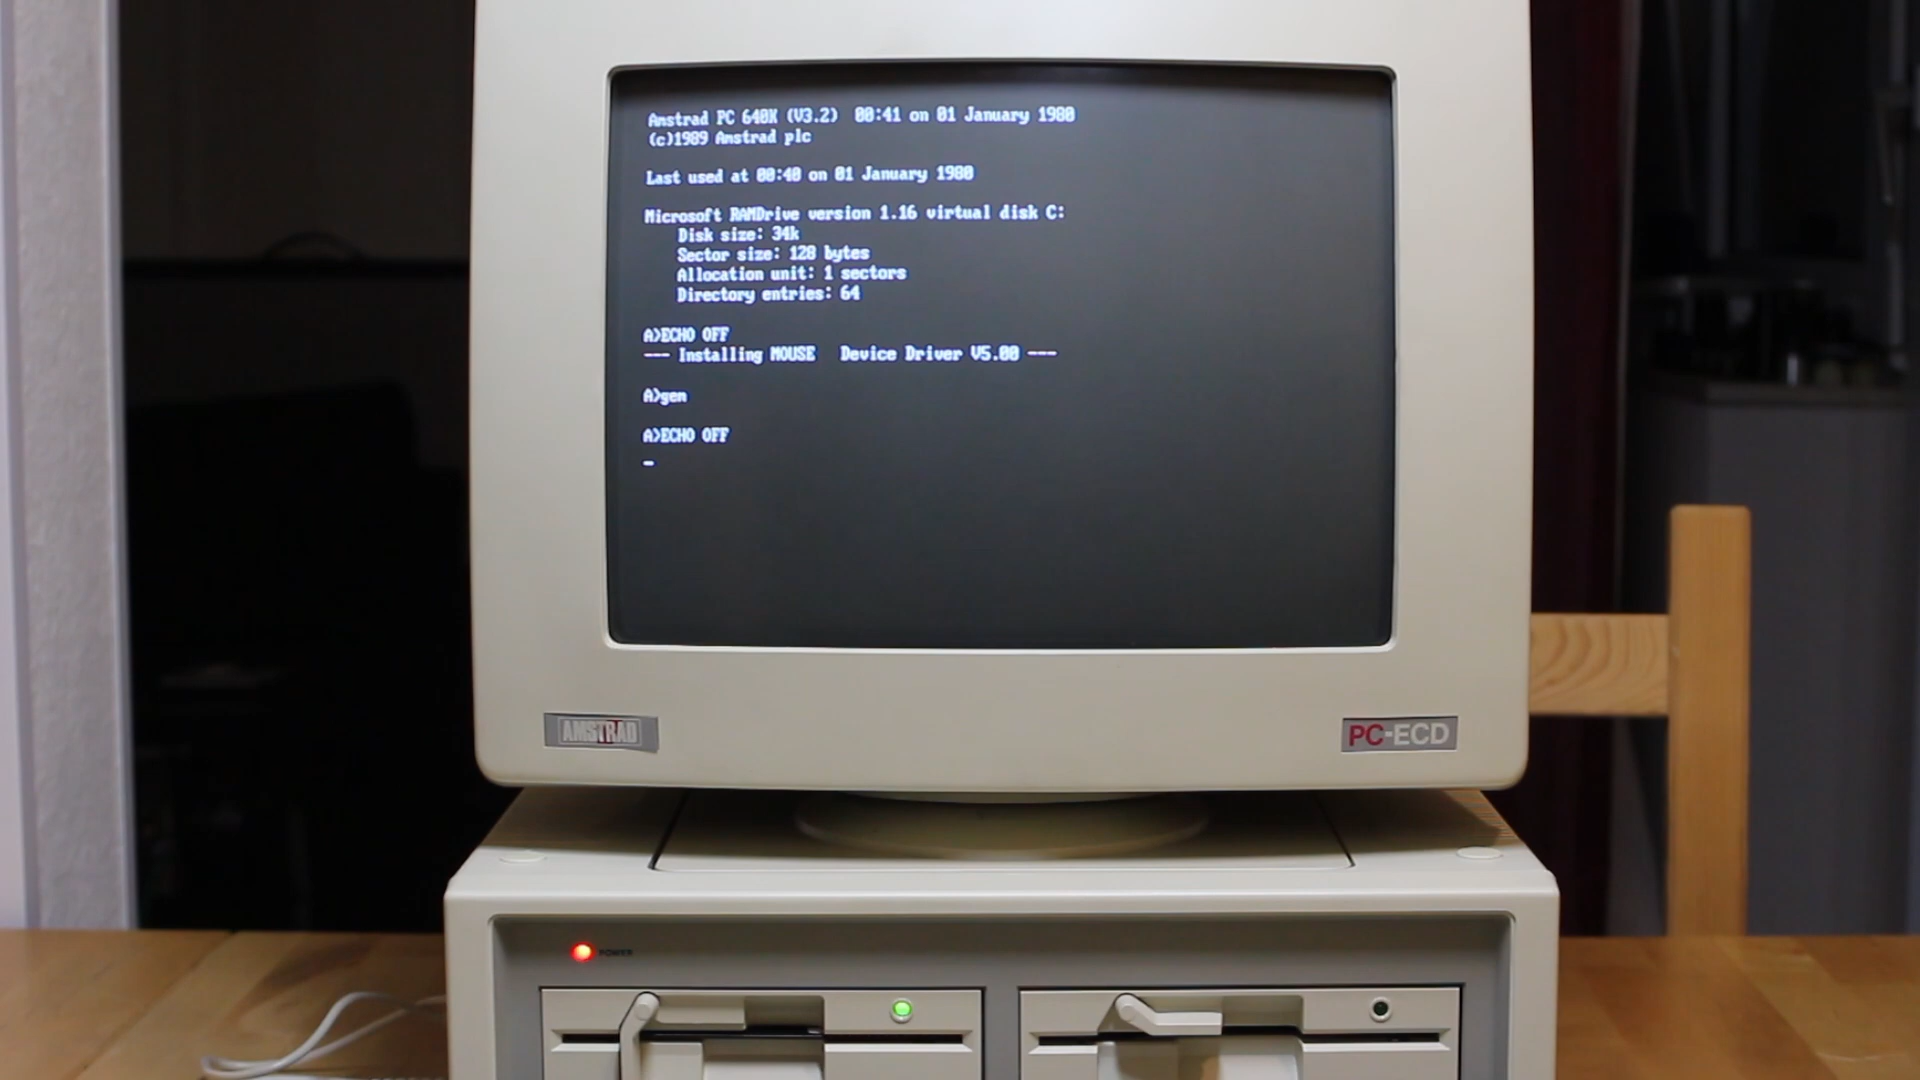 Amstrad PC 640K (V3.2)  00:41 on 01 January 1980
(c)1989 Amstrad plc
Last used at 00:40 on 01 January 1980
Microsoft RAMDrive version 1.16 virtual disk C:
Disk size: 34k
Sector size: 128 bytes
Allocation unit: 1 sectors
Directory entries: 64
A>ECHO OFF
--- Installing MOUSE   Device Driver V5.00 ---
A>gem
A>ECHO OFF
AMSTRAD
PC-ECD
POWER